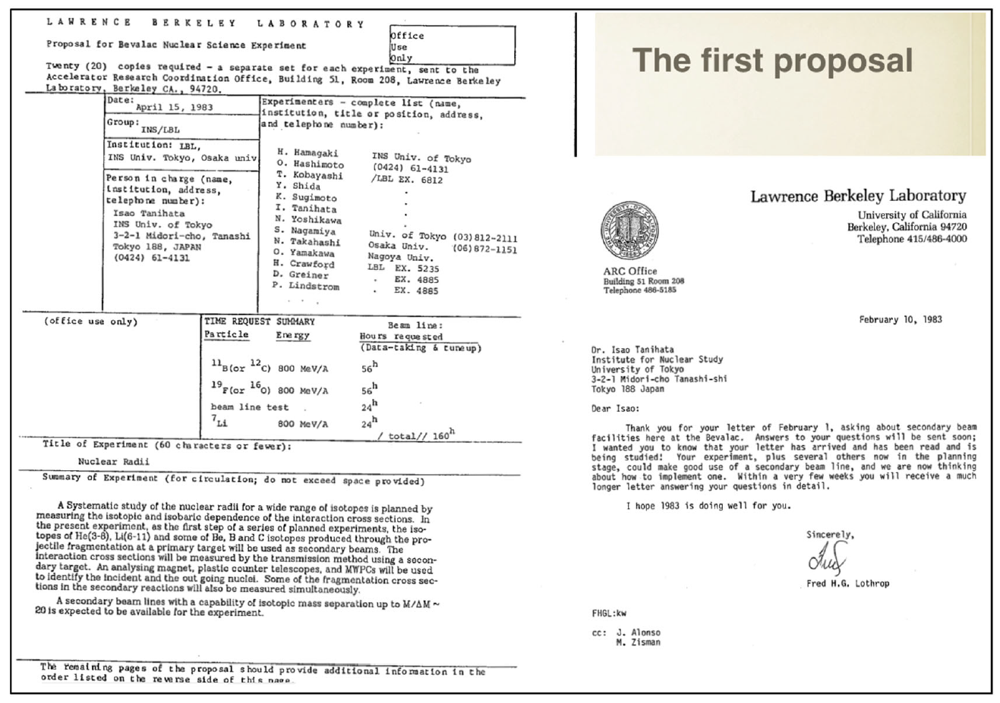 LAWRENCE BERKELEY LABORATORY
Proposal for Bevalac Nuclear Science Experiment
Office
Use
Only
Twenty (20) copies required - a separate set for each experiment, sent to the
Accelerator Research Coordination Office, Building 51, Room 208, Lawrence Berkeley
Laboratory, Berkeley CA., 94720.
Date:
April 15, 1983
Group:
INS/LBL
Institution: LBL,
INS Univ. Tokyo, Osaka univ
Person in charge (name,
institution, address,
telephone number):
Isao Tanihata
INS Univ. of Tokyo
3-2-1 Midori-cho, Tanashi
Tokyo 188, JAPAN
(0424) 61-4131
Experimenters - complete list (name,
institution, title or position, address,
and telephone number):
H. Hamagaki INS Univ. of Tokyo
O. Hashimoto (0424) 61-4131
T. Kobayashi /LBL EX. 6812
Y. Shida .
K. Sugimoto .
I. Tanihata .
N. Yoshikawa .
S. Nagamiya Univ. of Tokyo (03)812-2111
N. Takahashi Osaka Univ. (06)872-1151
O. Yamakawa Nagoya Univ.
H. Crawford LBL EX. 5235
D. Greiner . EX. 4885
P. Lindstrom . EX. 4885
. . .
(office use only)
TIME REQUEST SUMMARY Beam line:
Particle Energy Hours requested
(Data-taking & tuneup)
¹¹B(or ¹²C) 800 MeV/A 56ʰ
¹⁹F(or ¹⁶O) 800 MeV/A 56ʰ
beam line test . 24ʰ
⁷Li 800 MeV/A 24ʰ
/ total// 160ʰ
Title of Experiment (60 characters or fewer):
Nuclear Radii
Summary of Experiment (for circulation; do not exceed space provided)
A Systematic study of the nuclear radii for a wide range of isotopes is planned by
measuring the isotopic and isobaric dependence of the interaction cross sections. In
the present experiment, as the first step of a series of planned experiments, the iso-
topes of He(3-8), Li(6-11) and some of Be, B and C isotopes produced through the pro-
jectile fragmentation at a primary target will be used as secondary beams. The
interaction cross sections will be measured by the transmission method using a secon-
dary target. An analysing magnet, plastic counter telescopes, and MWPCs will be used
to identify the incident and the out going nuclei. Some of the fragmentation cross sec-
tions in the secondary reactions will also be measured simultaneously.
A secondary beam lines with a capability of isotopic mass separation up to M/ΔM ~
20 is expected to be available for the experiment.
The remaining pages of the proposal should provide additional information in the
order listed on the reverse side of this page.
The first proposal
Lawrence Berkeley Laboratory
University of California
Berkeley, California 94720
Telephone 415/486-4000
ARC Office
Building 51 Room 208
Telephone 486-5185
February 10, 1983
Dr. Isao Tanihata
Institute for Nuclear Study
University of Tokyo
3-2-1 Midori-cho Tanashi-shi
Tokyo 188 Japan
Dear Isao:
Thank you for your letter of February 1, asking about secondary beam
facilities here at the Bevalac. Answers to your questions will be sent soon;
I wanted you to know that your letter has arrived and has been read and is
being studied! Your experiment, plus several others now in the planning
stage, could make good use of a secondary beam line, and we are now thinking
about how to implement one. Within a very few weeks you will receive a much
longer letter answering your questions in detail.
I hope 1983 is doing well for you.
Sincerely,
Fred
Fred H.G. Lothrop
FHGL:kw
cc: J. Alonso
M. Zisman